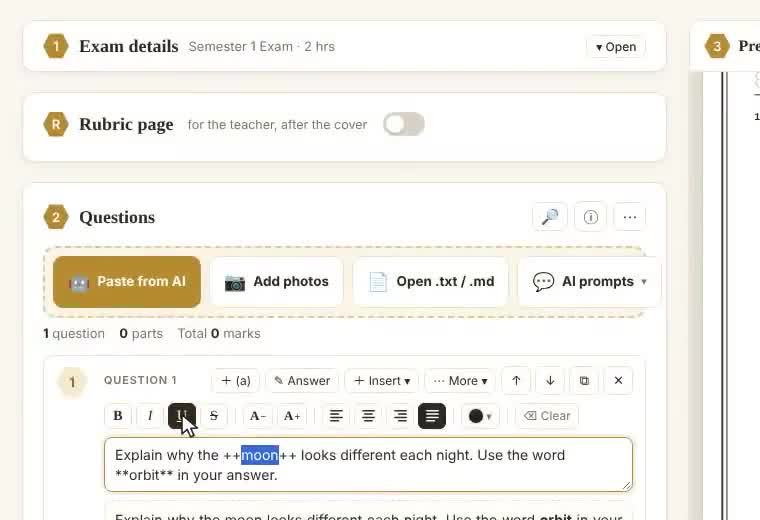 1 Exam details Semester 1 Exam · 2 hrs ▾ Open
3
R Rubric page for the teacher, after the cover
1
2 Questions 🔎 ⓘ ⋯
🤖 Paste from AI 📷 Add photos 📄 Open .txt / .md 💬 AI prompts ▾
1 question 0 parts Total 0 marks
1 QUESTION 1 + (a) ✎ Answer + Insert ▾ ⋯ More ▾ ↑ ↓ ⧉ ✕
B I U S A− A+ ▾ ⌫ Clear
Explain why the ++moon++ looks different each night. Use the word
**orbit** in your answer.
Explain why the moon looks different each night. Use the word orbit in your